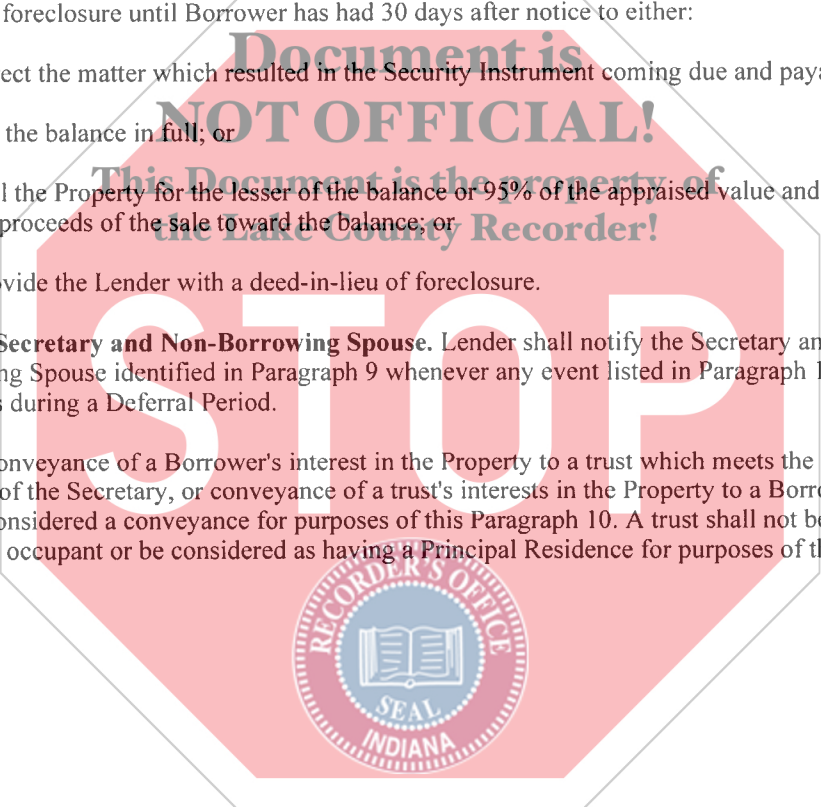 foreclosure until Borrower has had 30 days after notice to either:
Document is
ect the matter which resulted in the Security Instrument coming due and paya
NOT OFFICIAL!
the balance in full; or
This Document is the property of
l the Property for the lesser of the balance or 95% of the appraised value and
the Lake County Recorder!
proceeds of the sale toward the balance; or
vide the Lender with a deed-in-lieu of foreclosure.
STOP
Secretary and Non-Borrowing Spouse. Lender shall notify the Secretary an
ng Spouse identified in Paragraph 9 whenever any event listed in Paragraph 1
s during a Deferral Period.
onveyance of a Borrower's interest in the Property to a trust which meets the
of the Secretary, or conveyance of a trust's interests in the Property to a Borro
onsidered a conveyance for purposes of this Paragraph 10. A trust shall not be
occupant or be considered as having a Principal Residence for purposes of th
RECORDER'S OFFICE
SEAL
INDIANA